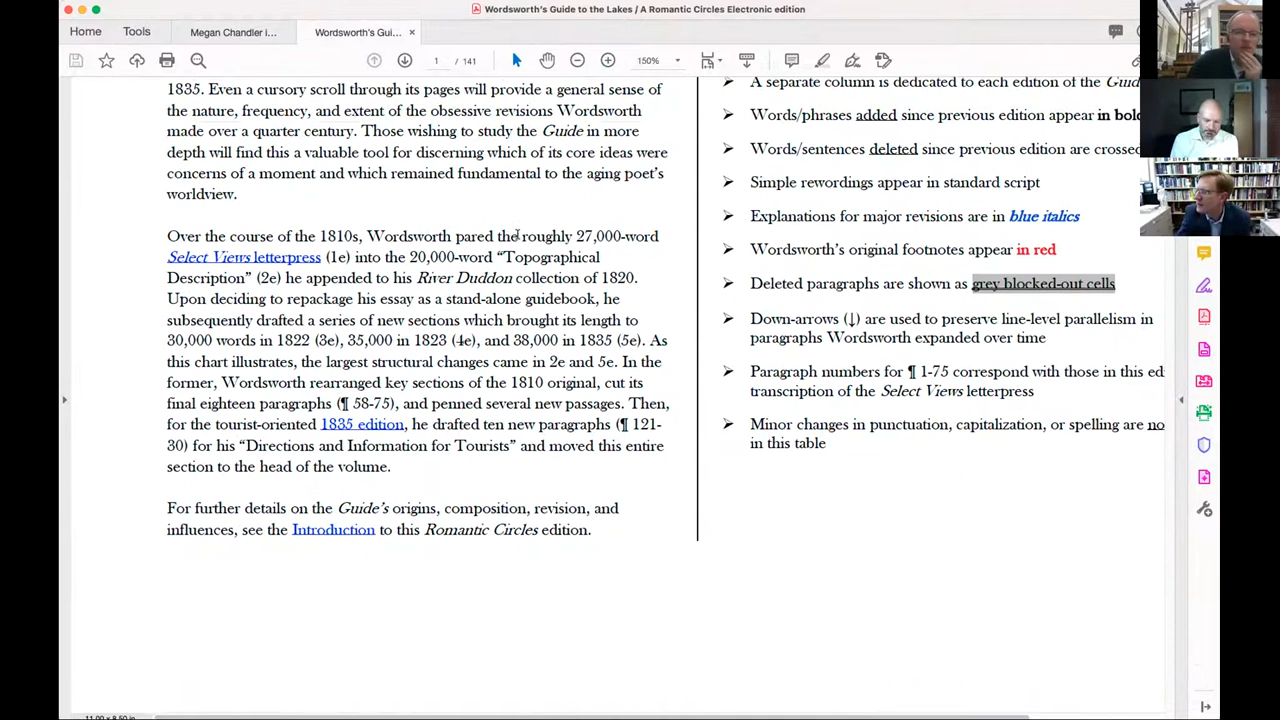 Wordsworth's Guide to the Lakes / A Romantic Circles Electronic edition
Home Tools Megan Chandler i... Wordsworth's Gui... ×
1 / 141 150%
1835. Even a cursory scroll through its pages will provide a general sense of
the nature, frequency, and extent of the obsessive revisions Wordsworth
made over a quarter century. Those wishing to study the Guide in more
depth will find this a valuable tool for discerning which of its core ideas were
concerns of a moment and which remained fundamental to the aging poet's
worldview.
Over the course of the 1810s, Wordsworth pared the roughly 27,000-word
Select Views letterpress (1e) into the 20,000-word “Topographical
Description” (2e) he appended to his River Duddon collection of 1820.
Upon deciding to repackage his essay as a stand-alone guidebook, he
subsequently drafted a series of new sections which brought its length to
30,000 words in 1822 (3e), 35,000 in 1823 (4e), and 38,000 in 1835 (5e). As
this chart illustrates, the largest structural changes came in 2e and 5e. In the
former, Wordsworth rearranged key sections of the 1810 original, cut its
final eighteen paragraphs (¶ 58-75), and penned several new passages. Then,
for the tourist-oriented 1835 edition, he drafted ten new paragraphs (¶ 121-
30) for his “Directions and Information for Tourists” and moved this entire
section to the head of the volume.
For further details on the Guide's origins, composition, revision, and
influences, see the Introduction to this Romantic Circles edition.
➢ A separate column is dedicated to each edition of the Guid
➢ Words/phrases added since previous edition appear in bol
➢ Words/sentences deleted since previous edition are crosse
➢ Simple rewordings appear in standard script
➢ Explanations for major revisions are in blue italics
➢ Wordsworth's original footnotes appear in red
➢ Deleted paragraphs are shown as grey blocked-out cells
➢ Down-arrows (↓) are used to preserve line-level parallelism in
paragraphs Wordsworth expanded over time
➢ Paragraph numbers for ¶ 1-75 correspond with those in this ed
transcription of the Select Views letterpress
➢ Minor changes in punctuation, capitalization, or spelling are no
in this table